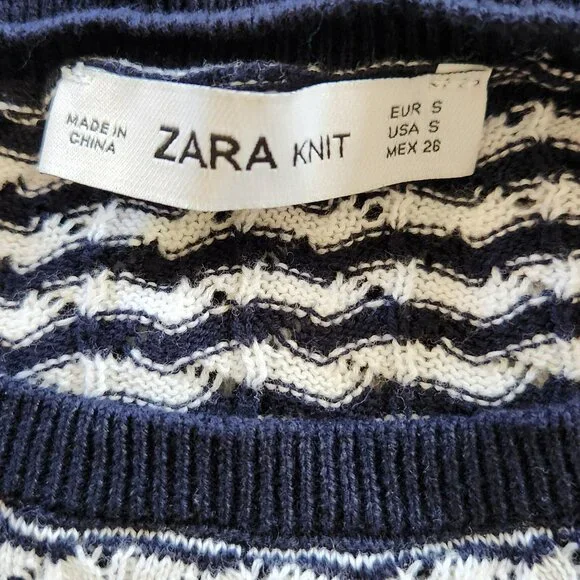 MADE IN
CHINA
ZARA KNIT
EUR S
USA S
MEX 26